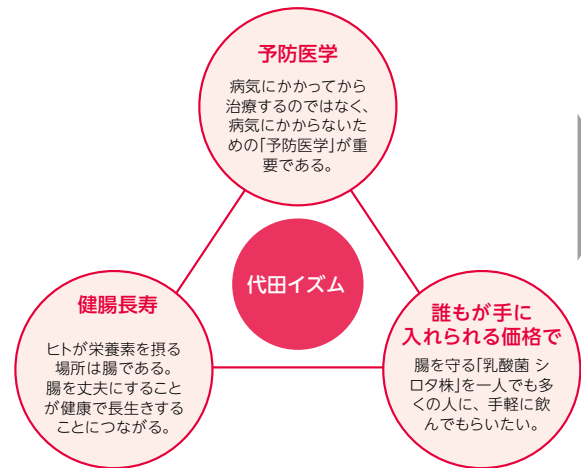 予防医学
病気にかかってから
治療するのではなく、
病気にかからないた
めの「予防医学」が重
要である。
代田イズム
健腸長寿
ヒトが栄養素を摂る
場所は腸である。
腸を丈夫にすること
が健康で長生きする
ことにつながる。
誰もが手に
入れられる価格で
腸を守る「乳酸菌 シ
ロタ株」を一人でも多
くの人に、手軽に飲
んでもらいたい。